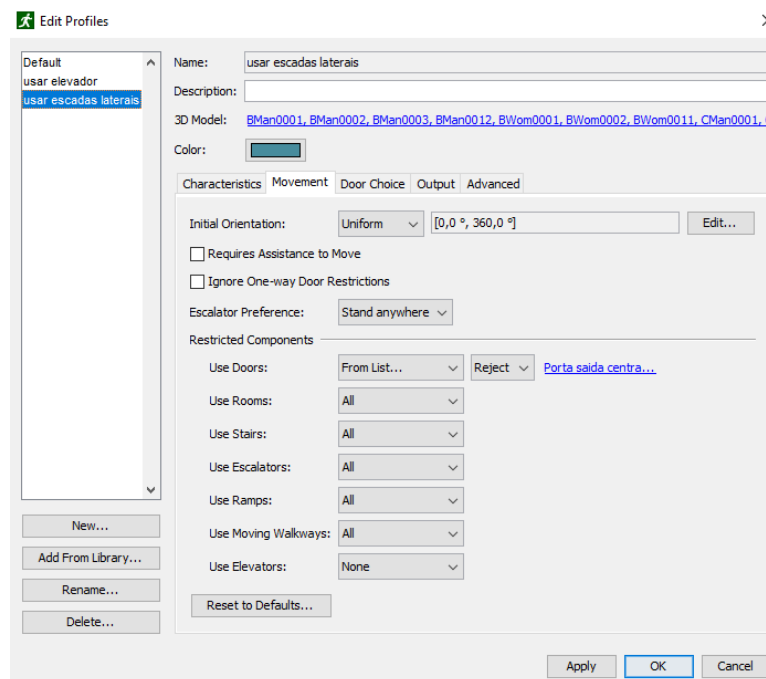 Edit Profiles
Default
usar elevador
usar escadas laterais
New...
Add From Library...
Rename...
Delete...
Name: usar escadas laterais
Description:
3D Model: BMan0001, BMan0002, BMan0003, BMan0012, BWom0001, BWom0002, BWom0011, CMan0001,
Color:
Characteristics Movement Door Choice Output Advanced
Initial Orientation: Uniform [0,0 °, 360,0 °] Edit...
Requires Assistance to Move
Ignore One-way Door Restrictions
Escalator Preference: Stand anywhere
Restricted Components
Use Doors: From List... Reject Porta saida centra...
Use Rooms: All
Use Stairs: All
Use Escalators: All
Use Ramps: All
Use Moving Walkways: All
Use Elevators: None
Reset to Defaults...
Apply OK Cancel